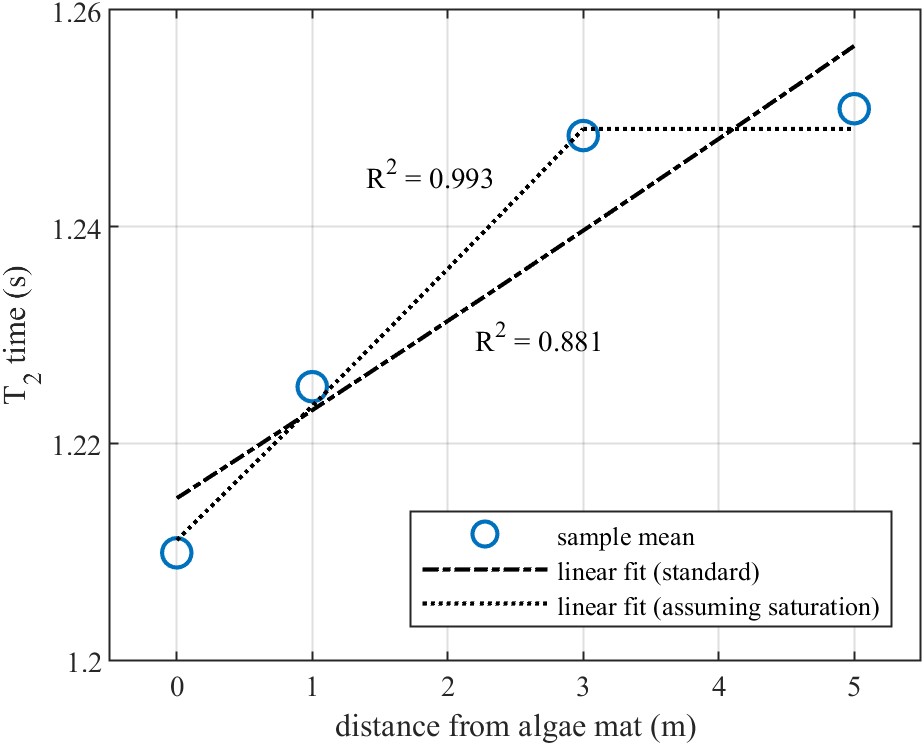 1.26
1.24
1.22
1.2
T2 time (s)
R2 = 0.993
R2 = 0.881
sample mean
linear fit (standard)
linear fit (assuming saturation)
0 1 2 3 4 5
distance from algae mat (m)